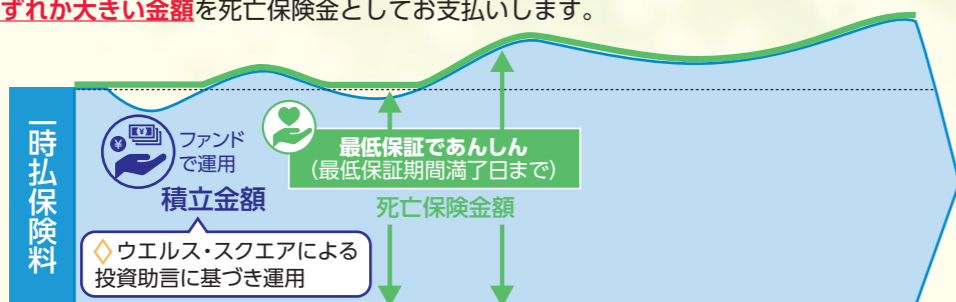 ずれか大きい金額を死亡保険金としてお支払いします。
一時払保険料
ファンド
で運用
積立金額
◇ウエルス・スクエアによる
投資助言に基づき運用
最低保証であんしん
(最低保証期間満了日まで)
死亡保険金額